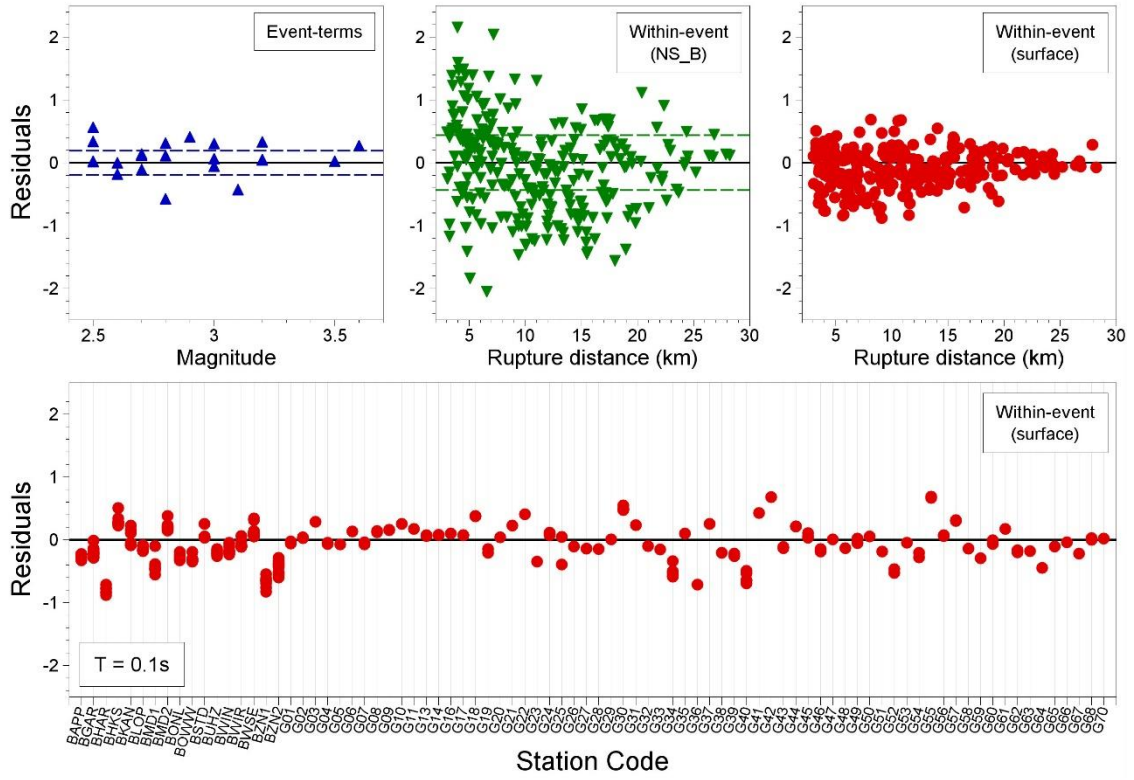 Event-terms
Within-event
(NS_B)
Within-event
(surface)
Residuals
2
1
0
-1
-2
2.5 3 3.5
Magnitude
5 10 15 20 25 30
Rupture distance (km)
5 10 15 20 25 30
Rupture distance (km)
Within-event
(surface)
Residuals
2
1
0
-1
-2
T = 0.1s
BAPP BGAR BHAR BHKS BKAN BLOP BMD1 BMD2 BONL BOWW BSTD BUHZ BWIN BWIR BWSE BZN1 BZN2 G01 G02 G03 G04 G05 G06 G07 G08 G09 G10 G11 G13 G14 G16 G17 G18 G19 G20 G21 G22 G23 G24 G25 G26 G27 G28 G29 G30 G31 G32 G33 G34 G35 G36 G37 G38 G39 G40 G41 G42 G43 G44 G45 G46 G47 G48 G49 G50 G51 G52 G53 G54 G55 G56 G57 G58 G59 G60 G61 G62 G63 G64 G65 G66 G67 G68 G70
Station Code